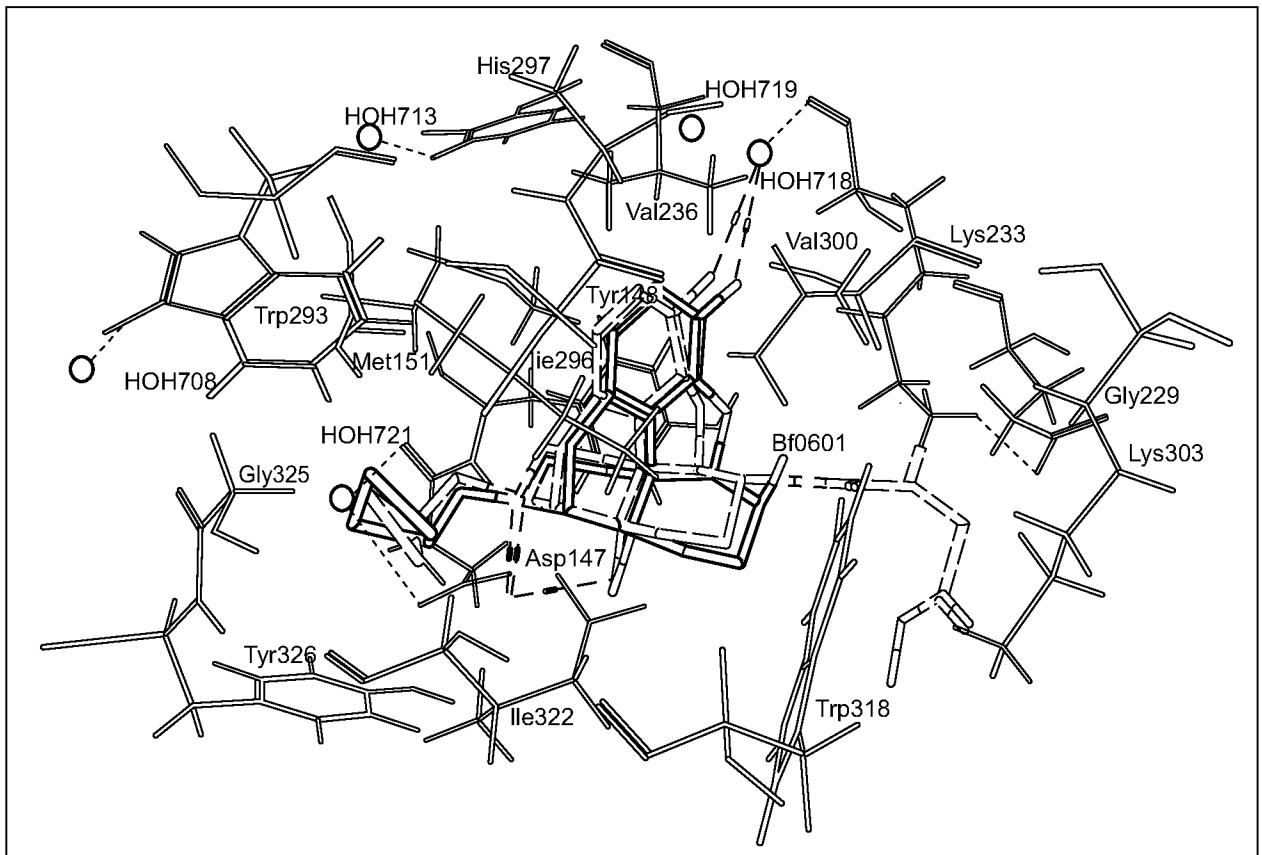 His297
HOH719
HOH713
HOH718
Val236
Val300
Lys233
Tyr148
Trp293
Met151
HOH708
Gly229
HOH721
Bf0601
Lys303
Gly325
Asp147
Tyr326
Ile322
Trp318